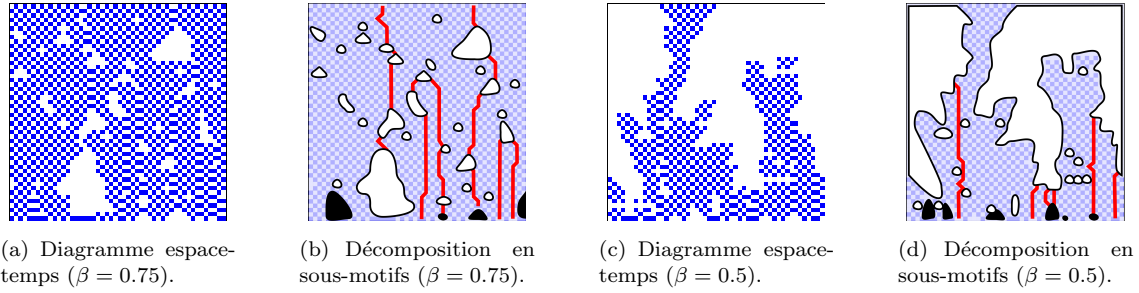 (a) Diagramme espace-
temps (β = 0.75).
(b) Décomposition en
sous-motifs (β = 0.75).
(c) Diagramme espace-
temps (β = 0.5).
(d) Décomposition en
sous-motifs (β = 0.5).